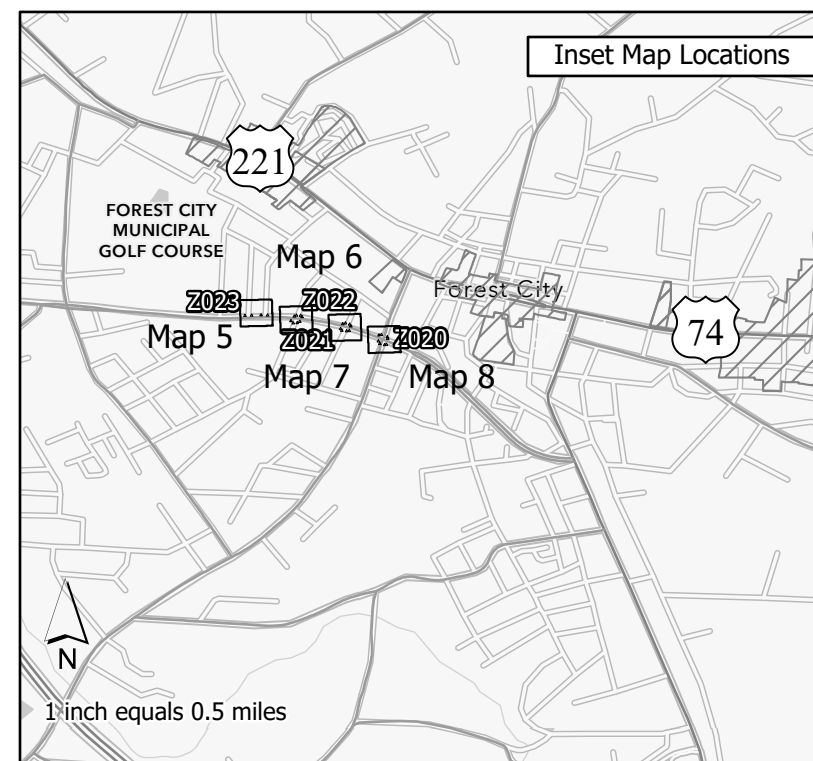 Inset Map Locations
221
FOREST CITY
MUNICIPAL
GOLF COURSE
Map 6
Forest City
Z023
Z022
Map 5
Z021
Z020
74
Map 7
Map 8
N
1 inch equals 0.5 miles